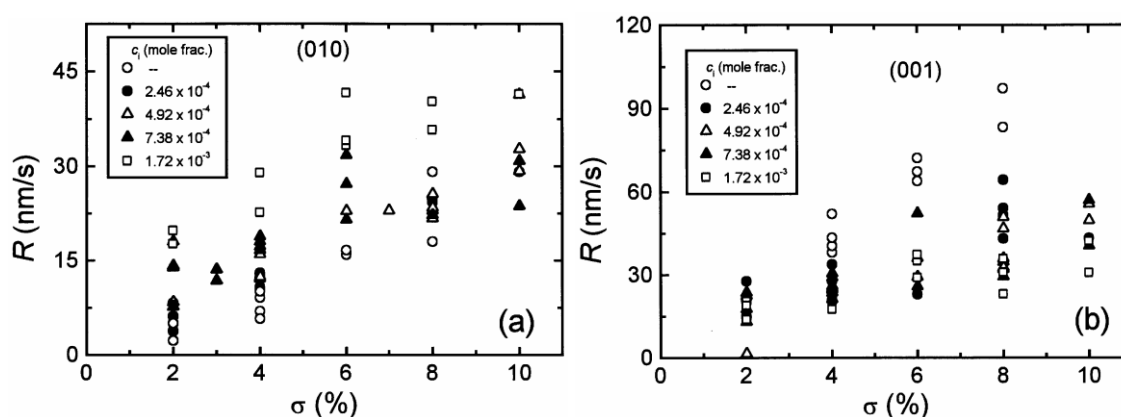 (010)
c_i (mole frac.)
--
2.46 x 10^-4
4.92 x 10^-4
7.38 x 10^-4
1.72 x 10^-3
R (nm/s)
45
30
15
0
0 2 4 6 8 10
σ (%)
(a)
(001)
c_i (mole frac.)
--
2.46 x 10^-4
4.92 x 10^-4
7.38 x 10^-4
1.72 x 10^-3
R (nm/s)
120
90
60
30
0
0 2 4 6 8 10
σ (%)
(b)